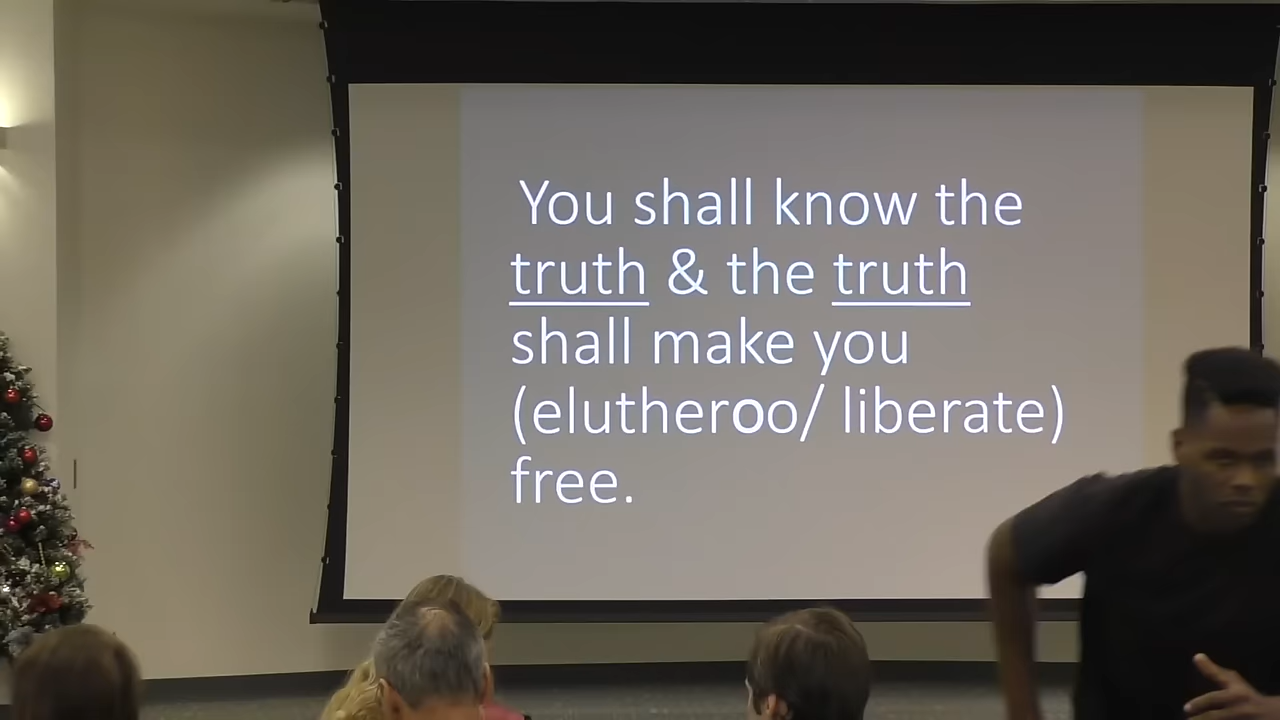 You shall know the
truth & the truth
shall make you
(elutheroo/ liberate)
free.